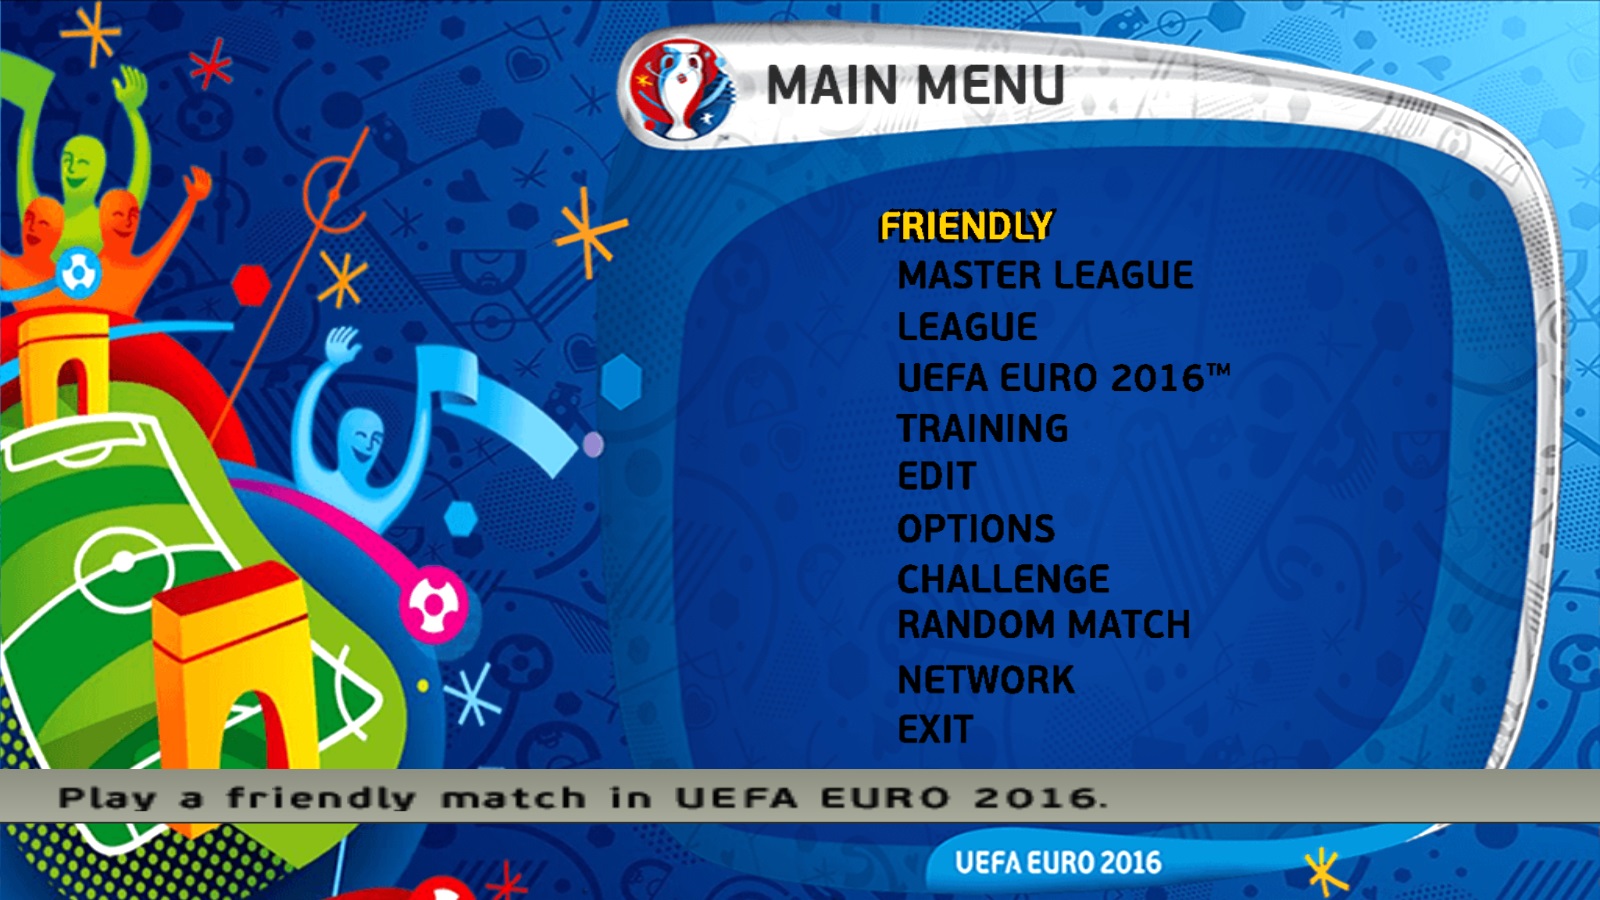 MAIN MENU
FRIENDLY
MASTER LEAGUE
LEAGUE
UEFA EURO 2016™
TRAINING
EDIT
OPTIONS
CHALLENGE
RANDOM MATCH
NETWORK
EXIT
Play a friendly match in UEFA EURO 2016.
UEFA EURO 2016